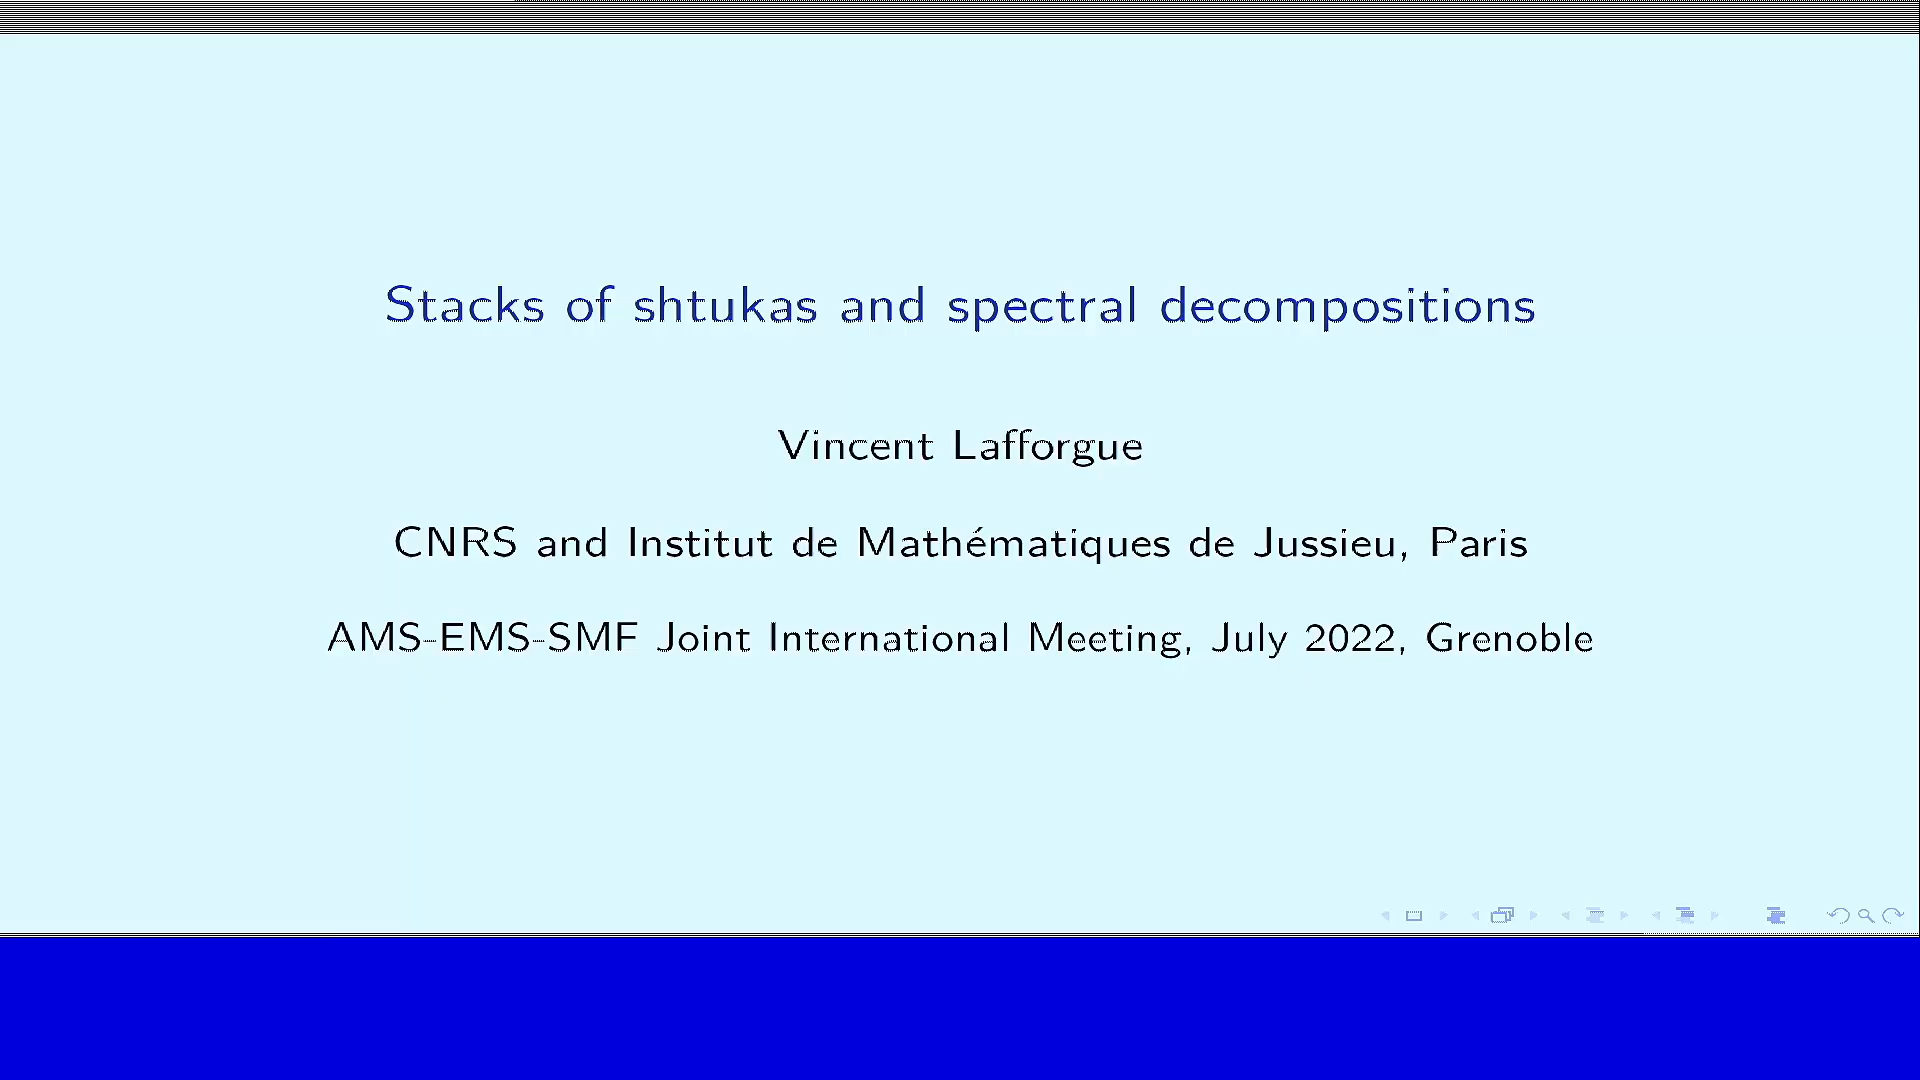 Stacks of shtukas and spectral decompositions
Vincent Lafforgue
CNRS and Institut de Mathématiques de Jussieu, Paris
AMS-EMS-SMF Joint International Meeting, July 2022, Grenoble